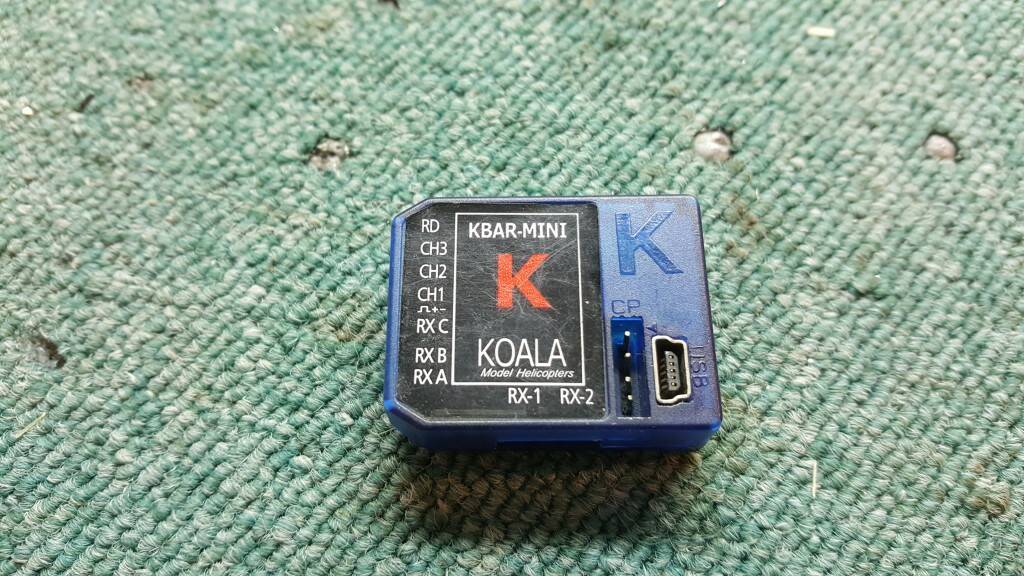 RD
CH3
CH2
CH1
⎍+-
RX C
RX B
RX A
KBAR-MINI
K
KOALA
Model Helicopters
RX-1 RX-2
K
CP
USB